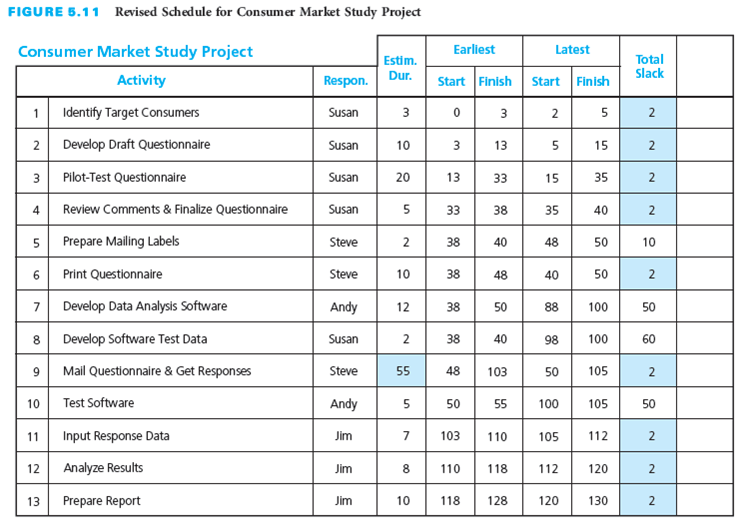 FIGURE 5.11 Revised Schedule for Consumer Market Study Project
Consumer Market Study Project Estim. Dur. Earliest Latest Total Slack
Activity Respon. Start Finish Start Finish
1 Identify Target Consumers Susan 3 0 3 2 5 2
2 Develop Draft Questionnaire Susan 10 3 13 5 15 2
3 Pilot-Test Questionnaire Susan 20 13 33 15 35 2
4 Review Comments & Finalize Questionnaire Susan 5 33 38 35 40 2
5 Prepare Mailing Labels Steve 2 38 40 48 50 10
6 Print Questionnaire Steve 10 38 48 40 50 2
7 Develop Data Analysis Software Andy 12 38 50 88 100 50
8 Develop Software Test Data Susan 2 38 40 98 100 60
9 Mail Questionnaire & Get Responses Steve 55 48 103 50 105 2
10 Test Software Andy 5 50 55 100 105 50
11 Input Response Data Jim 7 103 110 105 112 2
12 Analyze Results Jim 8 110 118 112 120 2
13 Prepare Report Jim 10 118 128 120 130 2